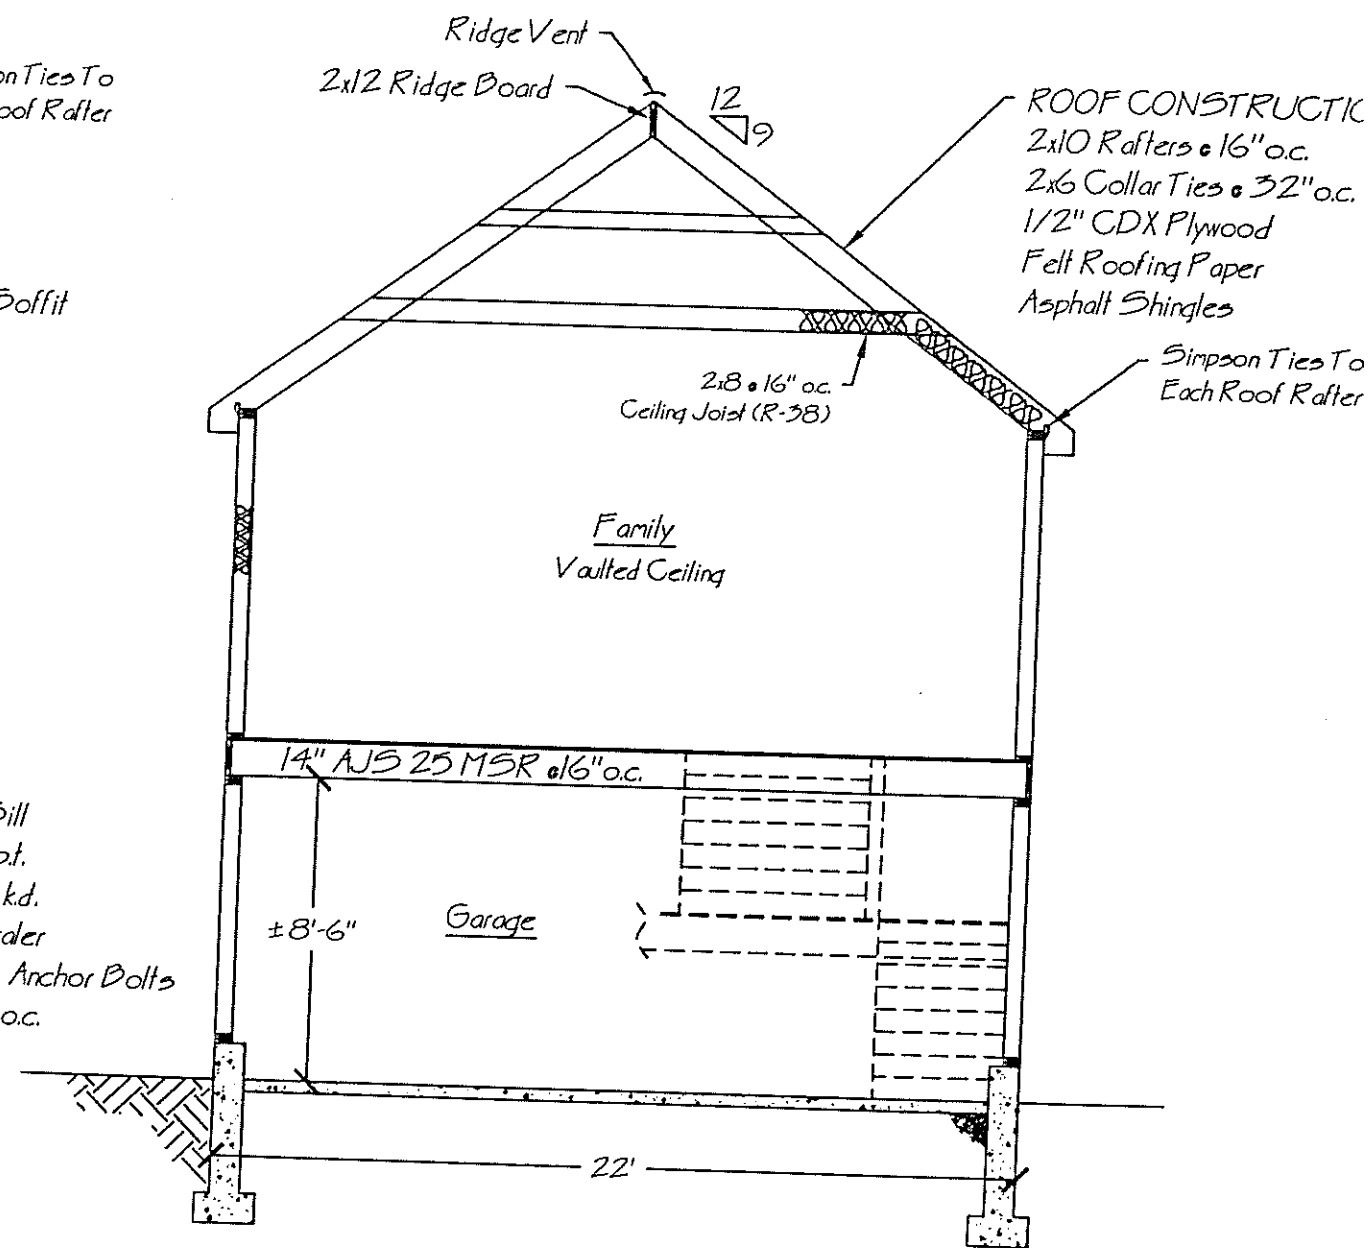 Ridge Vent
2x12 Ridge Board
12
9
on Ties To
Roof Rafter
Soffit
ROOF CONSTRUCTIO
2x10 Rafters @ 16" o.c.
2x6 Collar Ties @ 32" o.c.
1/2" CDX Plywood
Felt Roofing Paper
Asphalt Shingles
Simpson Ties To
Each Roof Rafter
2x8 @ 16" o.c.
Ceiling Joist (R-38)
Family
Vaulted Ceiling
14" AJS 25 MSR @ 16" o.c.
Sill
p.t.
k.d.
aler
Anchor Bolts
o.c.
±8'-6"
Garage
22'